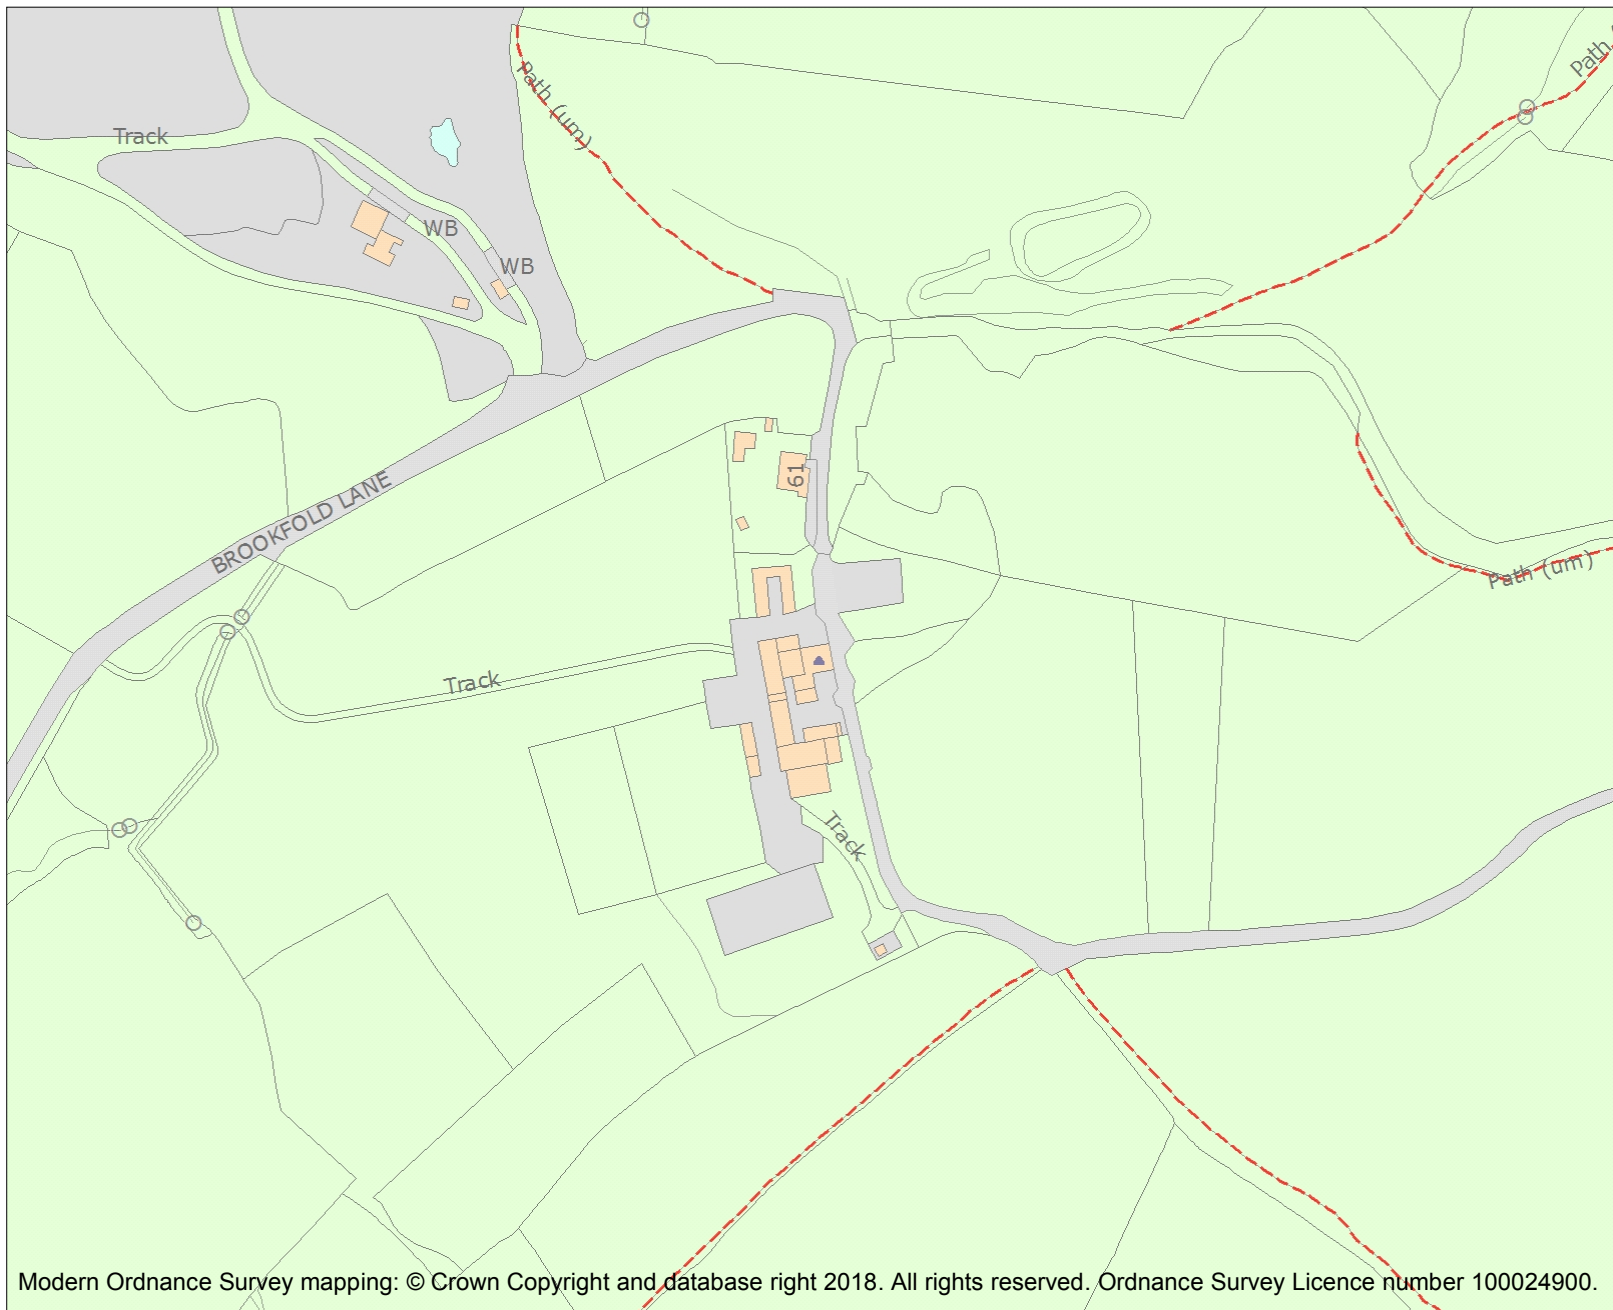 Path
Path (um)
Track
WB
WB
61
BROOKFOLD LANE
Path (um)
Track
Track
Modern Ordnance Survey mapping: © Crown Copyright and database right 2018. All rights reserved. Ordnance Survey Licence number 100024900.